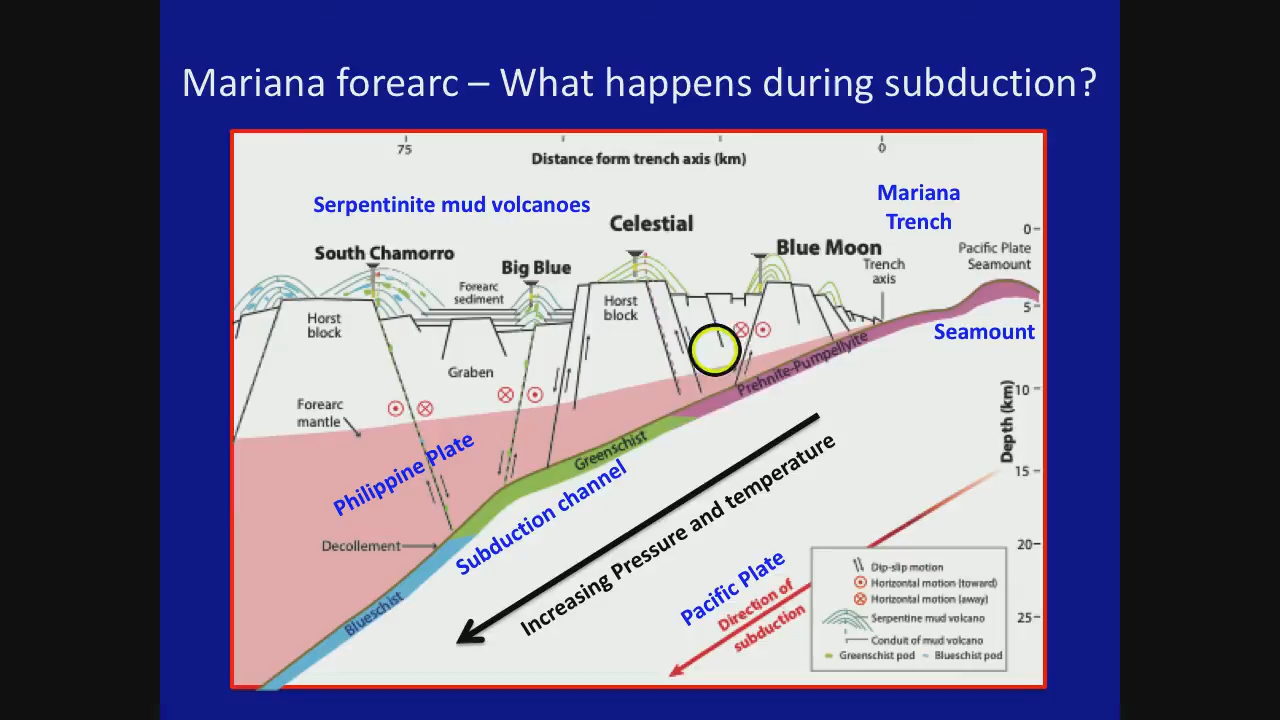 Mariana forearc – What happens during subduction?
75
0
Distance form trench axis (km)
Serpentinite mud volcanoes
Mariana
Trench
Celestial
0
South Chamorro
Blue Moon
Pacific Plate
Seamount
Big Blue
Trench
axis
Forearc
sediment
5
Horst
block
Horst
block
Seamount
Graben
Prehnite-Pumpellyite
10
Forearc
mantle
Depth (km)
Philippine Plate
Greenschist
15
Subduction channel
Increasing Pressure and temperature
Decollement
20
Pacific Plate
Direction of
subduction
Blueschist
25
Dip-slip motion
Horizontal motion (toward)
Horizontal motion (away)
Serpentine mud volcano
Conduit of mud volcano
Greenschist pod
Blueschist pod